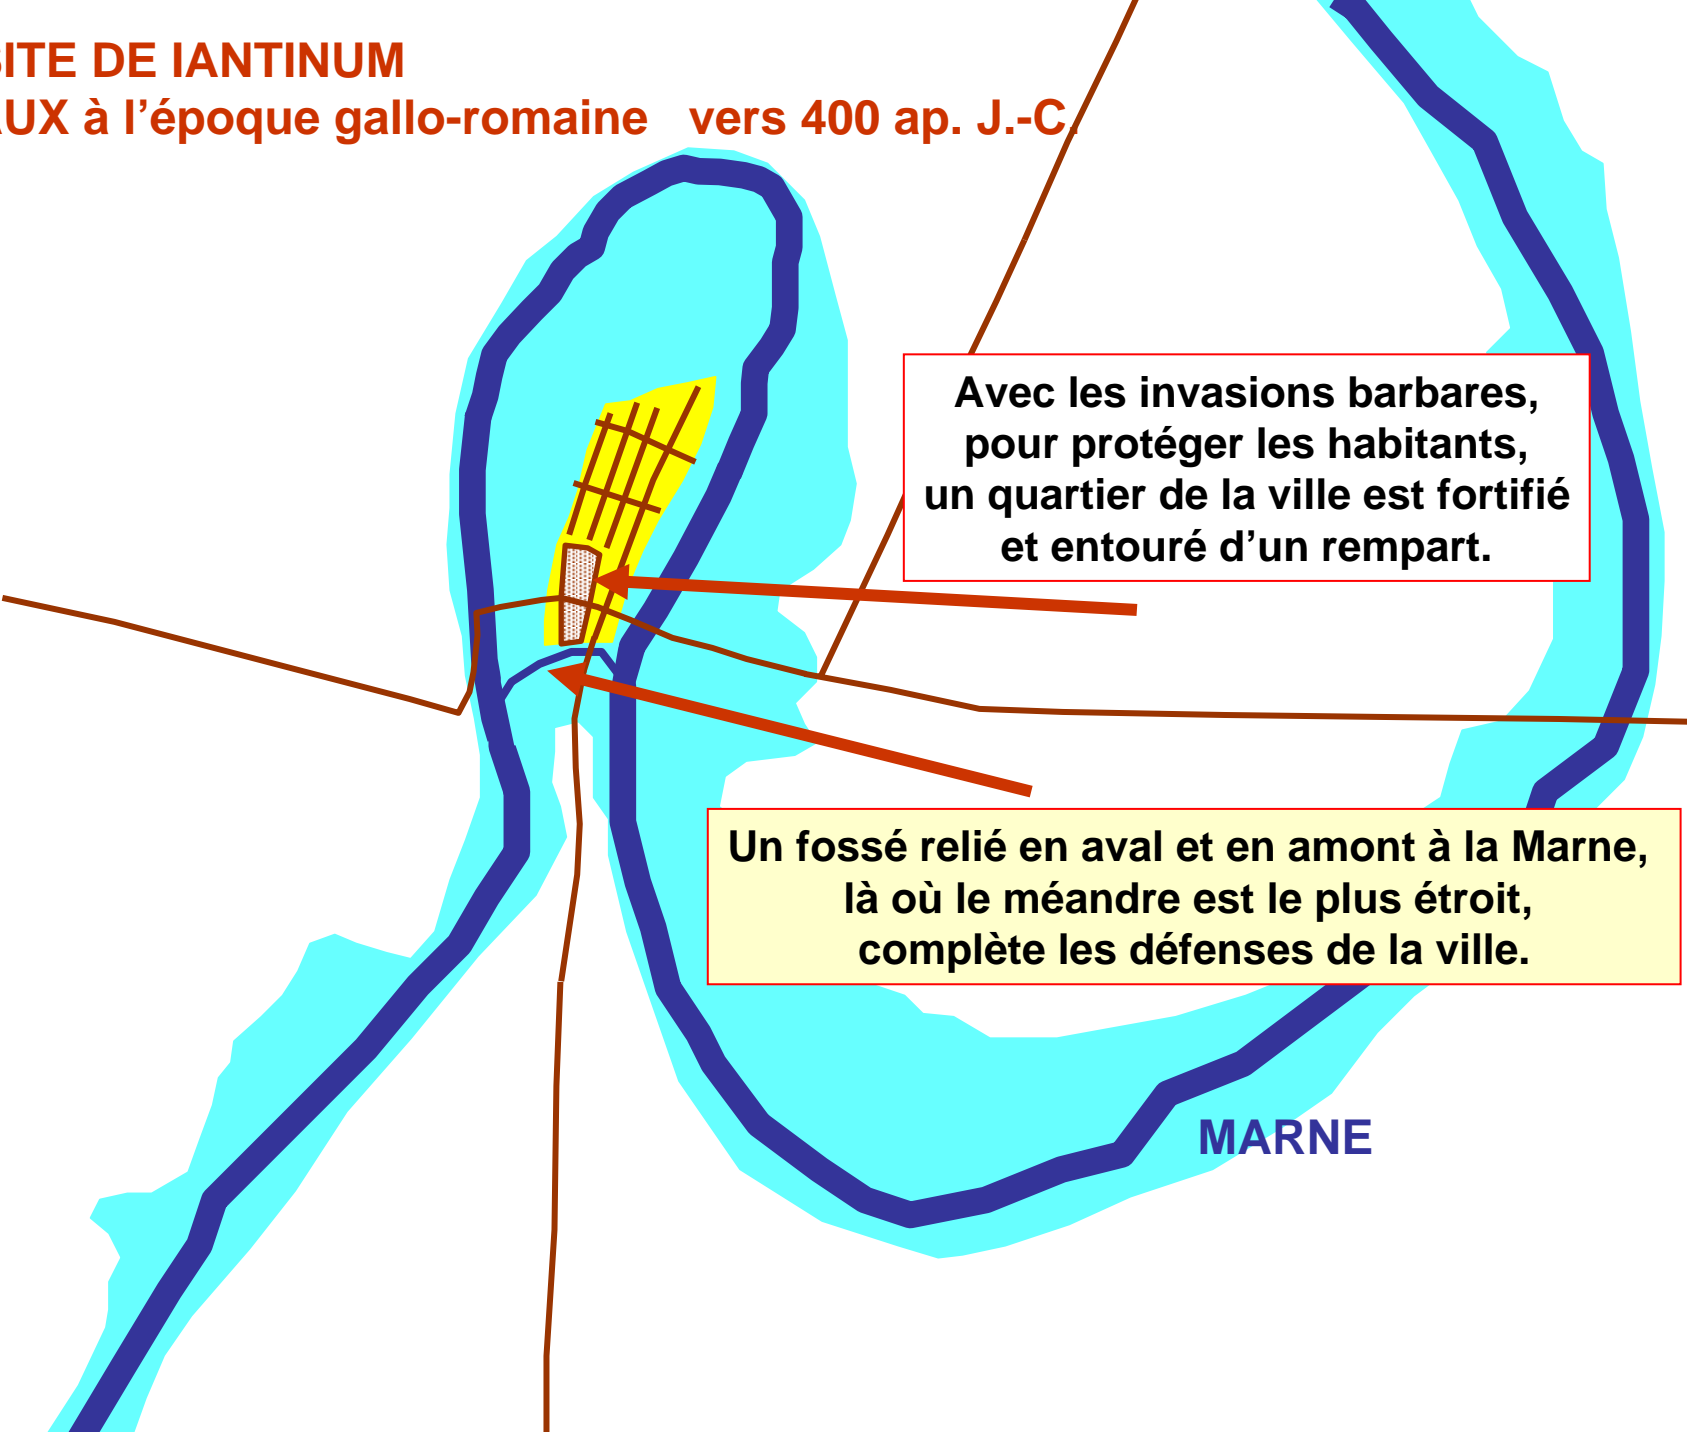 ITE DE IANTINUM
UX à l’époque gallo-romaine vers 400 ap. J.-C.
Avec les invasions barbares,
pour protéger les habitants,
un quartier de la ville est fortifié
et entouré d’un rempart.
Un fossé relié en aval et en amont à la Marne,
là où le méandre est le plus étroit,
complète les défenses de la ville.
MARNE